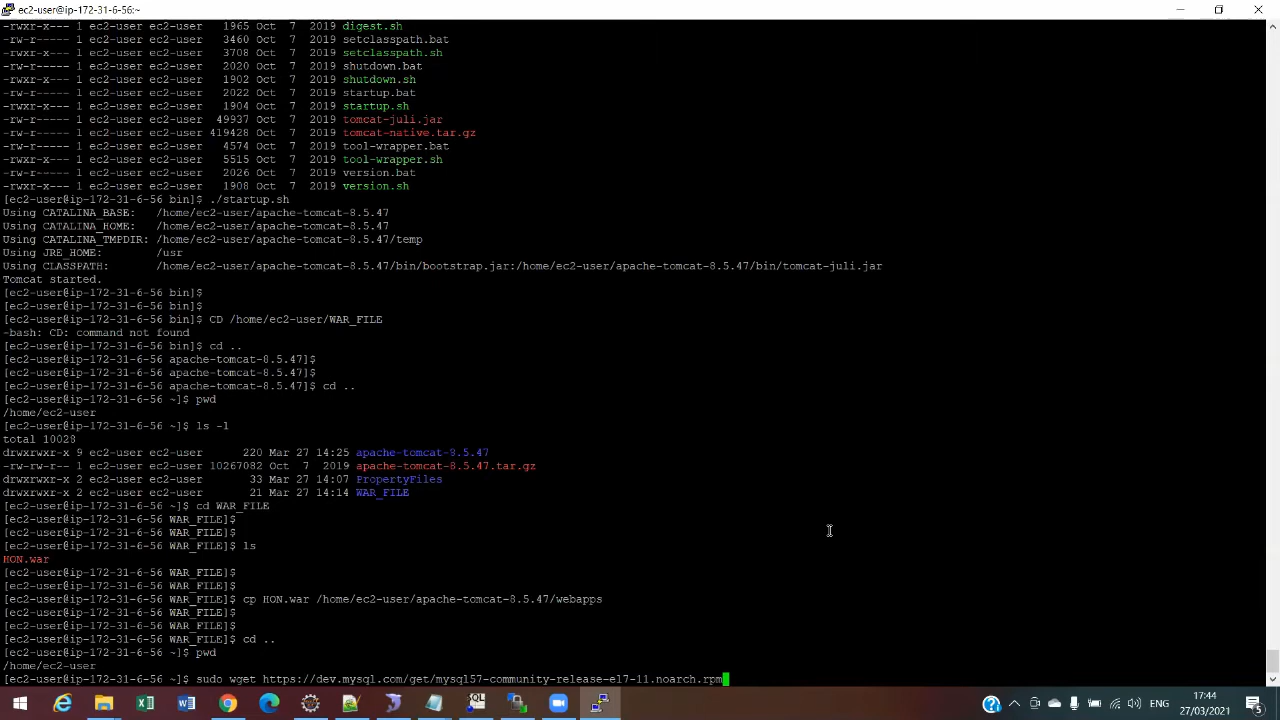 ec2-user@ip-172-31-6-56:~
-rwxr-x--- 1 ec2-user ec2-user   1965 Oct  7  2019 digest.sh
-rw-r----- 1 ec2-user ec2-user   3460 Oct  7  2019 setclasspath.bat
-rwxr-x--- 1 ec2-user ec2-user   3708 Oct  7  2019 setclasspath.sh
-rw-r----- 1 ec2-user ec2-user   2020 Oct  7  2019 shutdown.bat
-rwxr-x--- 1 ec2-user ec2-user   1902 Oct  7  2019 shutdown.sh
-rw-r----- 1 ec2-user ec2-user   2022 Oct  7  2019 startup.bat
-rwxr-x--- 1 ec2-user ec2-user   1904 Oct  7  2019 startup.sh
-rw-r----- 1 ec2-user ec2-user  49937 Oct  7  2019 tomcat-juli.jar
-rw-r----- 1 ec2-user ec2-user 419428 Oct  7  2019 tomcat-native.tar.gz
-rw-r----- 1 ec2-user ec2-user   4574 Oct  7  2019 tool-wrapper.bat
-rwxr-x--- 1 ec2-user ec2-user   5515 Oct  7  2019 tool-wrapper.sh
-rw-r----- 1 ec2-user ec2-user   2026 Oct  7  2019 version.bat
-rwxr-x--- 1 ec2-user ec2-user   1908 Oct  7  2019 version.sh
[ec2-user@ip-172-31-6-56 bin]$ ./startup.sh
Using CATALINA_BASE:   /home/ec2-user/apache-tomcat-8.5.47
Using CATALINA_HOME:   /home/ec2-user/apache-tomcat-8.5.47
Using CATALINA_TMPDIR: /home/ec2-user/apache-tomcat-8.5.47/temp
Using JRE_HOME:        /usr
Using CLASSPATH:       /home/ec2-user/apache-tomcat-8.5.47/bin/bootstrap.jar:/home/ec2-user/apache-tomcat-8.5.47/bin/tomcat-juli.jar
Tomcat started.
[ec2-user@ip-172-31-6-56 bin]$
[ec2-user@ip-172-31-6-56 bin]$
[ec2-user@ip-172-31-6-56 bin]$ CD /home/ec2-user/WAR_FILE
-bash: CD: command not found
[ec2-user@ip-172-31-6-56 bin]$ cd ..
[ec2-user@ip-172-31-6-56 apache-tomcat-8.5.47]$
[ec2-user@ip-172-31-6-56 apache-tomcat-8.5.47]$
[ec2-user@ip-172-31-6-56 apache-tomcat-8.5.47]$ cd ..
[ec2-user@ip-172-31-6-56 ~]$ pwd
/home/ec2-user
[ec2-user@ip-172-31-6-56 ~]$ ls -l
total 10028
drwxrwxr-x 9 ec2-user ec2-user      220 Mar 27 14:25 apache-tomcat-8.5.47
-rw-rw-r-- 1 ec2-user ec2-user 10267082 Oct  7  2019 apache-tomcat-8.5.47.tar.gz
drwxrwxr-x 2 ec2-user ec2-user       33 Mar 27 14:07 PropertyFiles
drwxrwxr-x 2 ec2-user ec2-user       21 Mar 27 14:14 WAR_FILE
[ec2-user@ip-172-31-6-56 ~]$ cd WAR_FILE
[ec2-user@ip-172-31-6-56 WAR_FILE]$
[ec2-user@ip-172-31-6-56 WAR_FILE]$
[ec2-user@ip-172-31-6-56 WAR_FILE]$ ls
HON.war
[ec2-user@ip-172-31-6-56 WAR_FILE]$
[ec2-user@ip-172-31-6-56 WAR_FILE]$
[ec2-user@ip-172-31-6-56 WAR_FILE]$ cp HON.war /home/ec2-user/apache-tomcat-8.5.47/webapps
[ec2-user@ip-172-31-6-56 WAR_FILE]$
[ec2-user@ip-172-31-6-56 WAR_FILE]$
[ec2-user@ip-172-31-6-56 WAR_FILE]$ cd ..
[ec2-user@ip-172-31-6-56 ~]$ pwd
/home/ec2-user
[ec2-user@ip-172-31-6-56 ~]$ sudo wget https://dev.mysql.com/get/mysql57-community-release-el7-11.noarch.rpm
ENG
17:44
27/03/2021